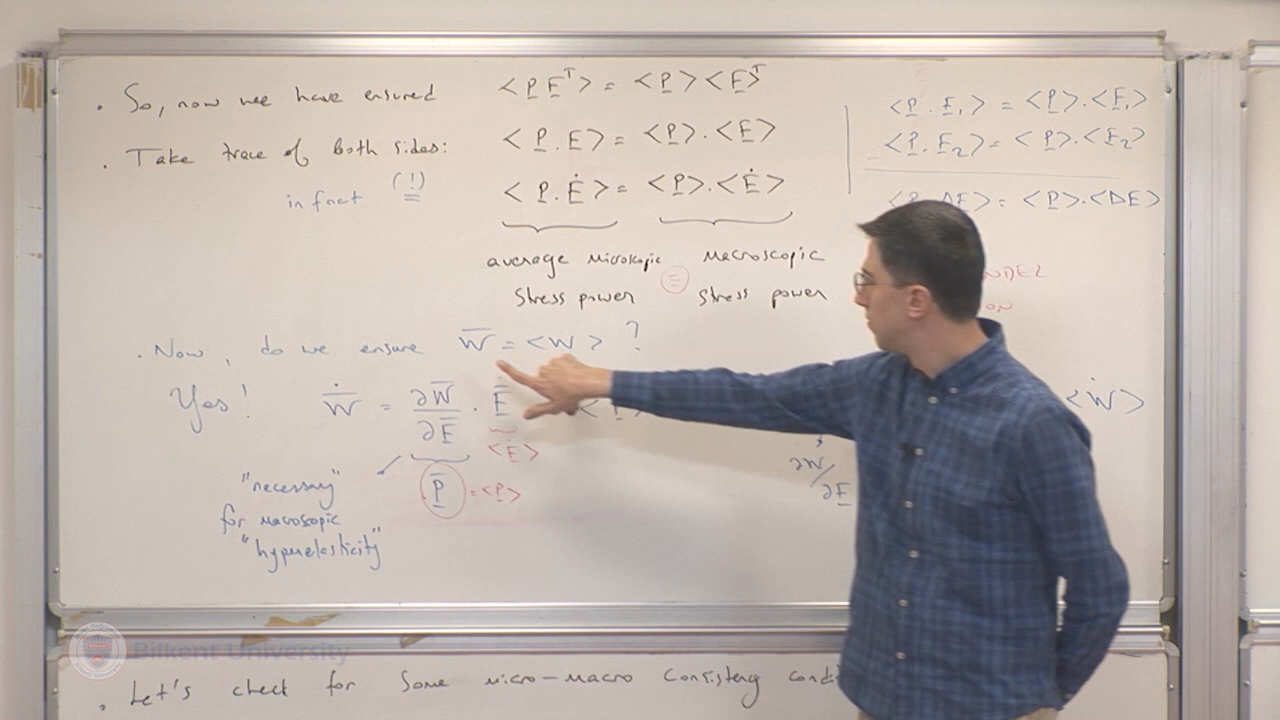 . So, now we have ensured <P F^T> = <P><F>^T
. Take trace of both sides: <P . F> = <P> . <F>
in fact (!) <P . Ḟ> = <P> . <Ḟ>
<P . F₁> = <P> . <F₁>
<P . F₂> = <P> . <F₂>
<P . ΔF> = <P> . <ΔF>
average microscopic = macroscopic
stress power stress power
. Now, do we ensure W̄ = <W> ?
Yes! W̄̇ = ∂W̄/∂F̄ . F̄̇
<Ẇ>
<Ḟ>
P̄ = <P>
∂W/∂F
"necessary"
for macroscopic
"hyperelasticity"
Bilkent University
. Let's check for some micro-macro consisteny